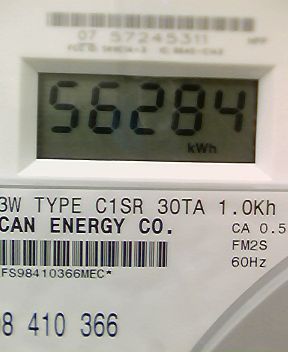 07 57245311
56284
kWh
3W TYPE C1SR 30TA 1.0Kh
CAN ENERGY CO.
CA 0.5
FM2S
60Hz
FS98410366MEC*
98 410 366